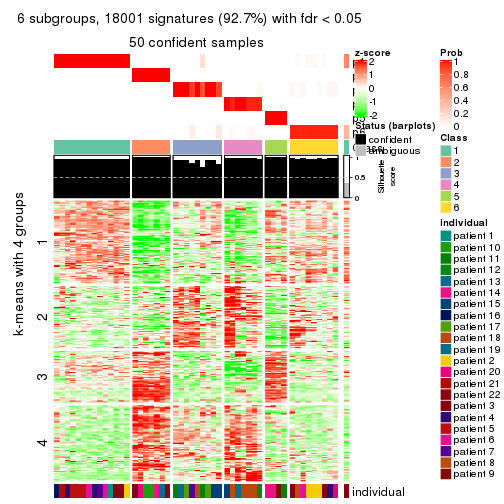 6 subgroups, 18001 signatures (92.7%) with fdr < 0.05
50 confident samples
k-means with 4 groups
1
2
3
4
z-score
2
1
0
-1
-2
Status (barplots)
confident
ambiguous
1
0.5
0
Silhouette
score
individual
Prob
1
0.8
0.6
0.4
0.2
0
Class
1
2
3
4
5
6
individual
patient 1
patient 10
patient 11
patient 12
patient 13
patient 14
patient 15
patient 16
patient 17
patient 18
patient 19
patient 2
patient 20
patient 21
patient 22
patient 3
patient 4
patient 5
patient 6
patient 7
patient 8
patient 9